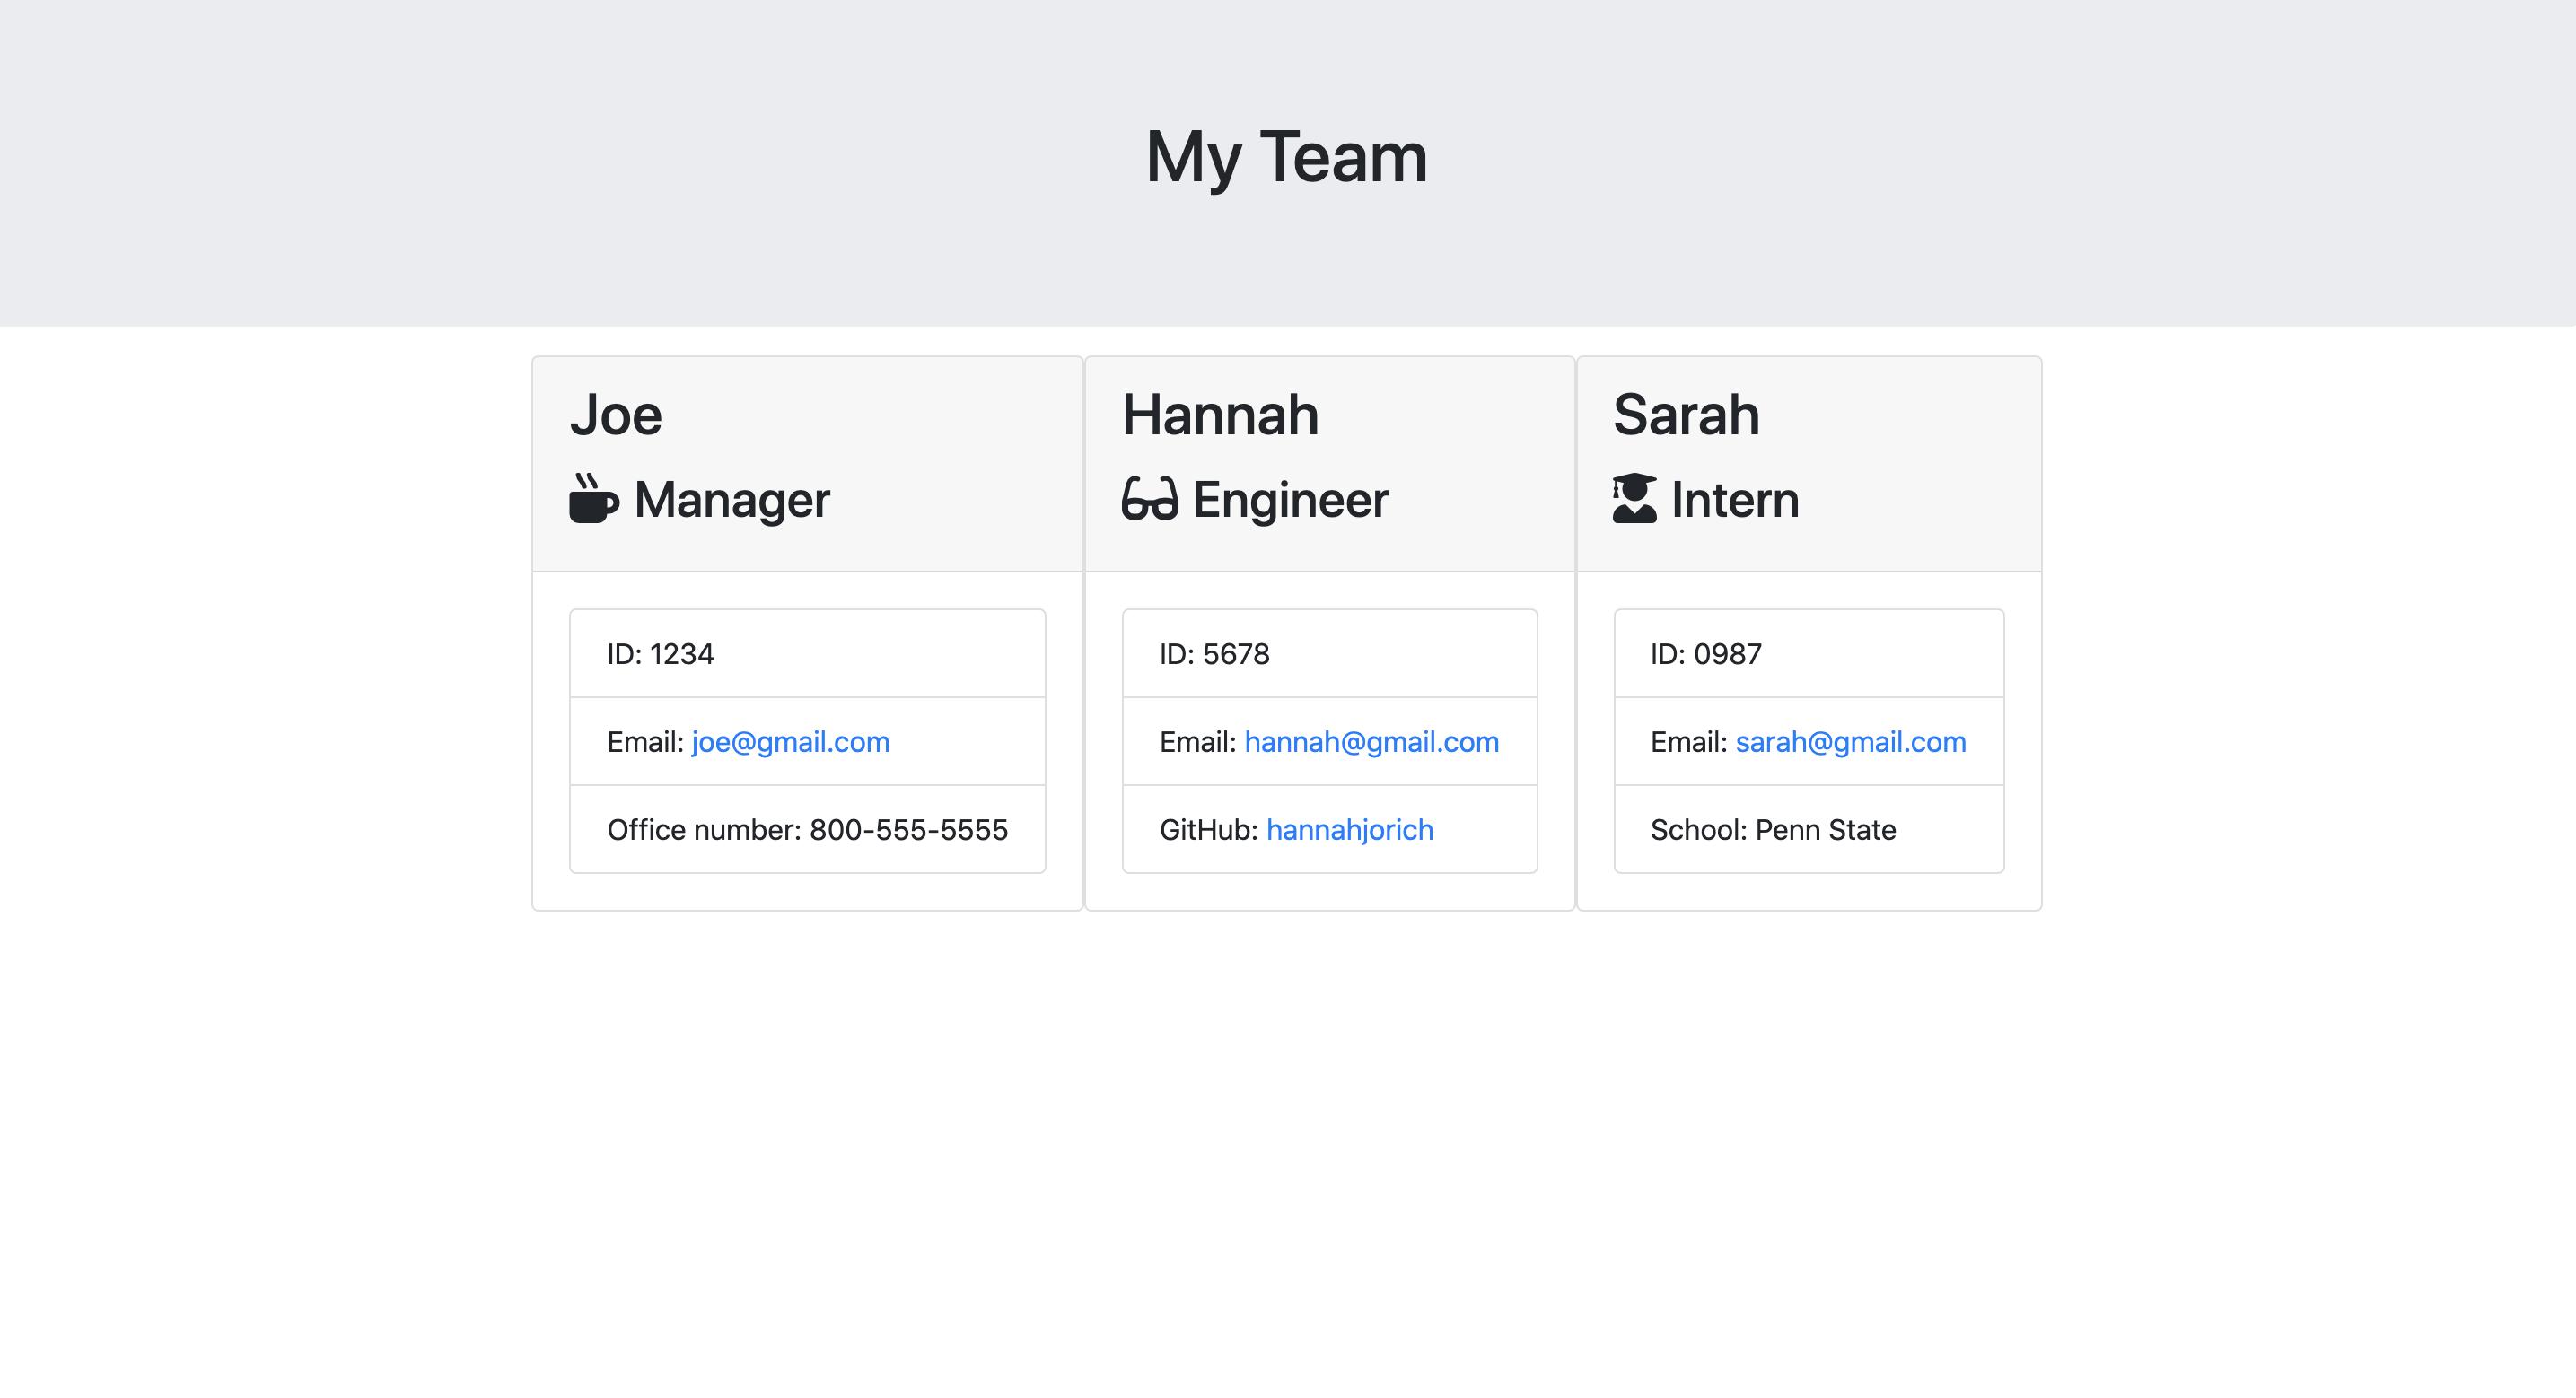 My Team
Joe
Manager
ID: 1234
Email: joe@gmail.com
Office number: 800-555-5555
Hannah
Engineer
ID: 5678
Email: hannah@gmail.com
GitHub: hannahjorich
Sarah
Intern
ID: 0987
Email: sarah@gmail.com
School: Penn State